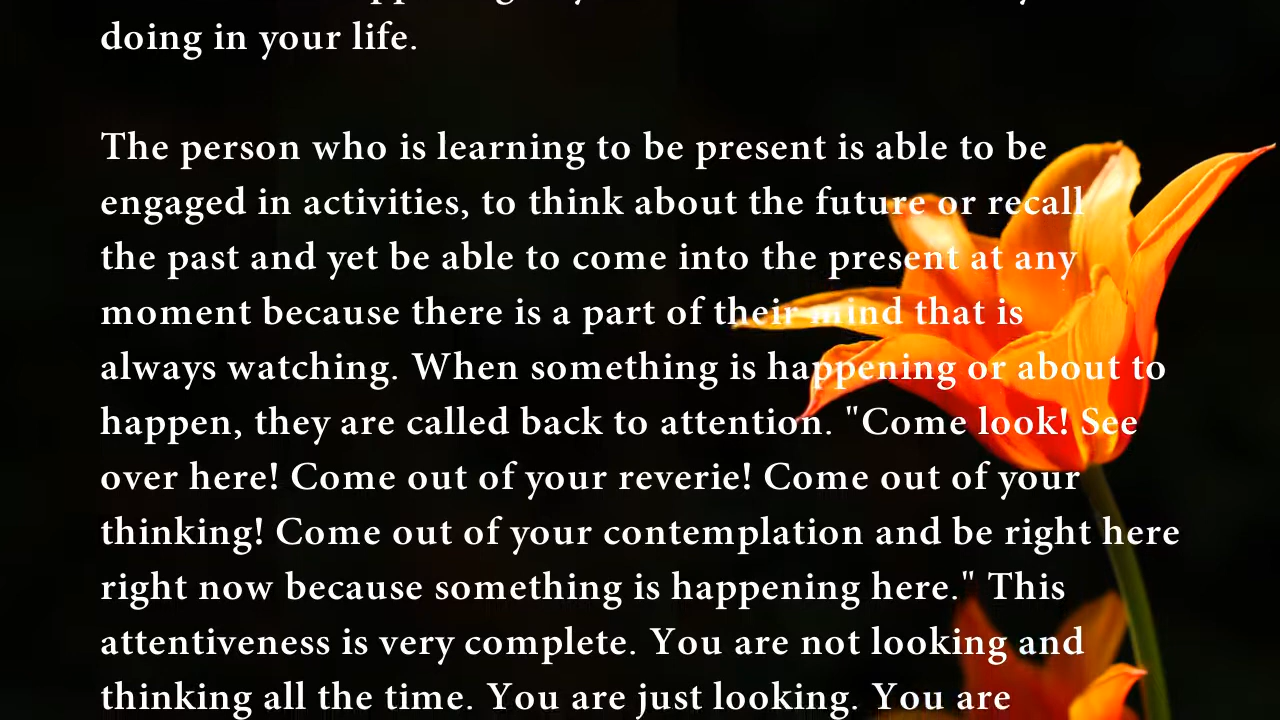 doing in your life.
The person who is learning to be present is able to be
engaged in activities, to think about the future or recall
the past and yet be able to come into the present at any
moment because there is a part of their mind that is
always watching. When something is happening or about to
happen, they are called back to attention. "Come look! See
over here! Come out of your reverie! Come out of your
thinking! Come out of your contemplation and be right here
right now because something is happening here." This
attentiveness is very complete. You are not looking and
thinking all the time. You are just looking. You are